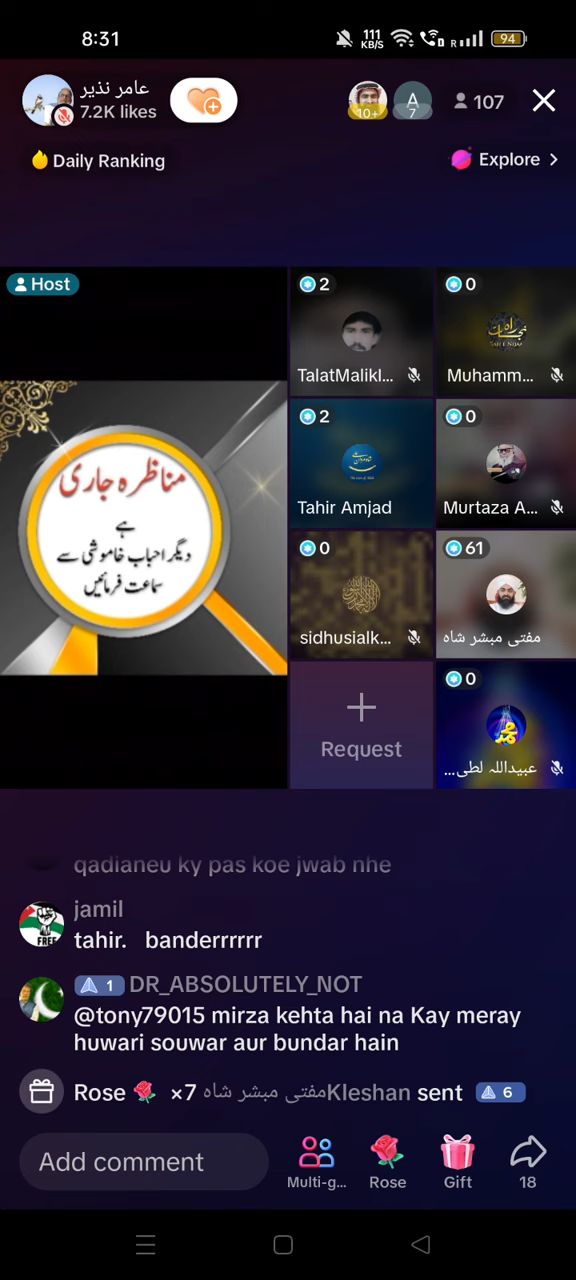 8:31
111
KB/S
R
94
عامر نذیر
7.2K likes
10+
A
7
107
Daily Ranking
Explore
Host
2
TalatMalikI...
0
Muhamm...
مناظرہ جاری
ہے
دیگر احباب خاموشی سے
سماعت فرمائیں
2
Tahir Amjad
0
Murtaza A...
0
sidhusialk...
61
مفتی مبشر شاہ
Request
0
عبیداللہ لطی...
qadianeu ky pas koe jwab nhe
jamil
FREE
tahir. banderrrrrr
1 DR_ABSOLUTELY_NOT
@tony79015 mirza kehta hai na Kay meray
huwari souwar aur bundar hain
Rose ×7 مفتی مبشر شاہ Kleshan sent 6
Add comment
Multi-g...
Rose
Gift
18